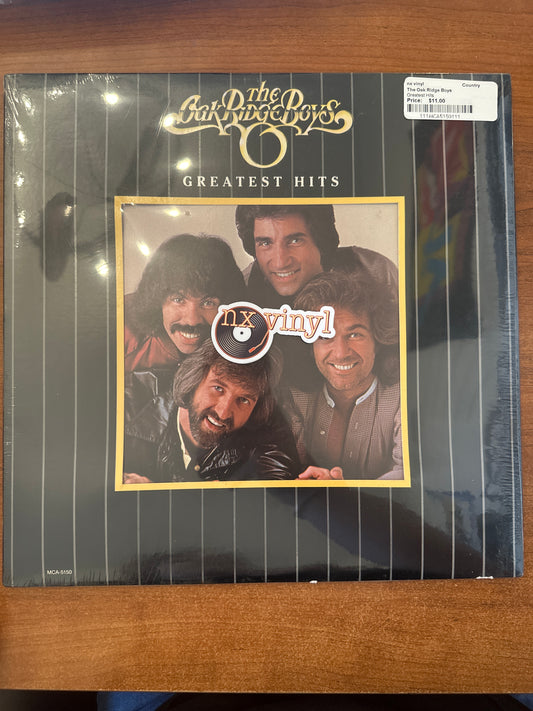 The
Oak Ridge Boys
GREATEST HITS
nx vinyl
Country
The Oak Ridge Boys
Greatest Hits
Price: $11.00
nx vinyl
MCA-5150